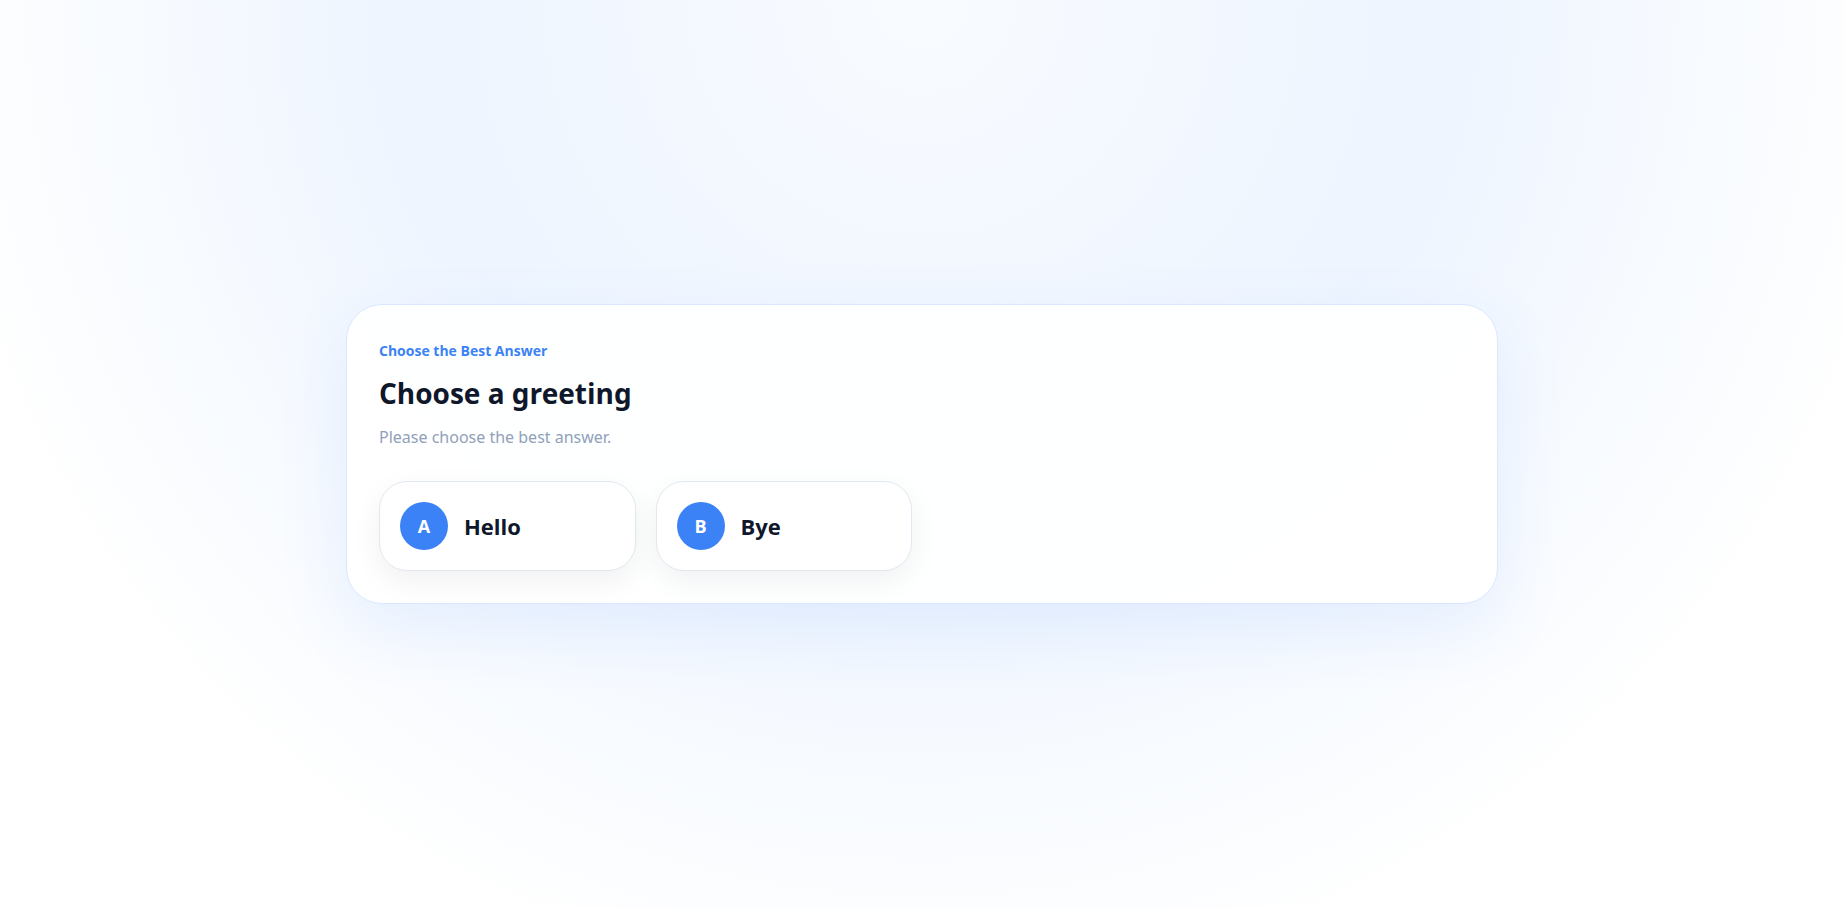 Choose the Best Answer
Choose a greeting
Please choose the best answer.
A Hello
B Bye